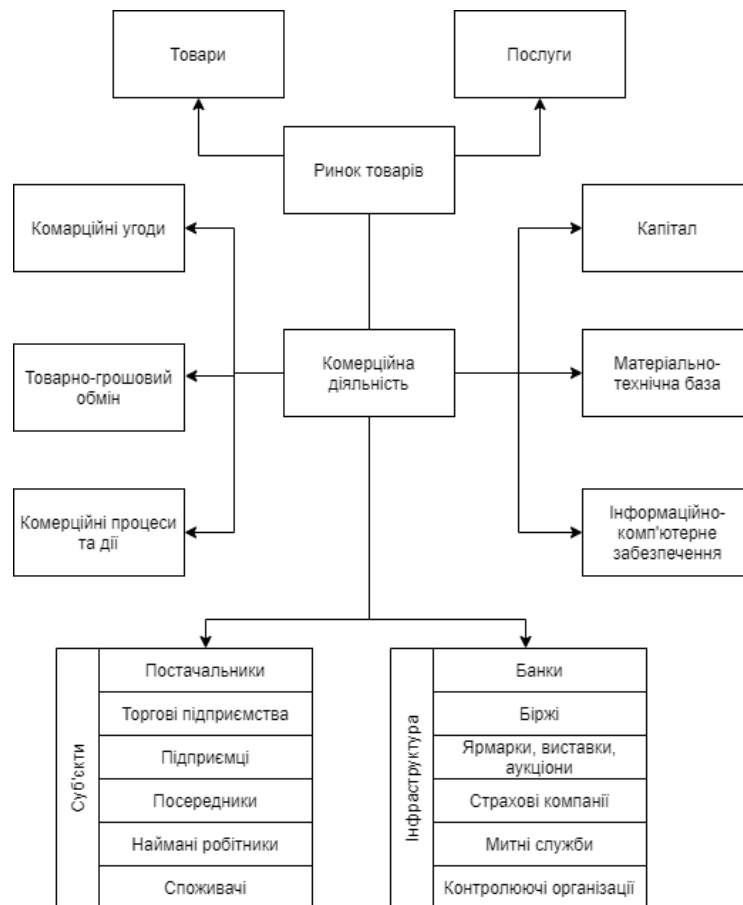 Товари
Послуги
Ринок товарів
Комарційні угоди
Капітал
Комерційна
діяльність
Товарно-грошовий
обмін
Матеріально-
технічна база
Комерційні процеси
та дії
Інформаційно-
комп'ютерне
забезпечення
Суб'єкти
Постачальники
Торгові підприємства
Підприємці
Посередники
Наймані робітники
Споживачі
Інфраструктура
Банки
Біржі
Ярмарки, виставки,
аукціони
Страхові компанії
Митні служби
Контролюючі організації